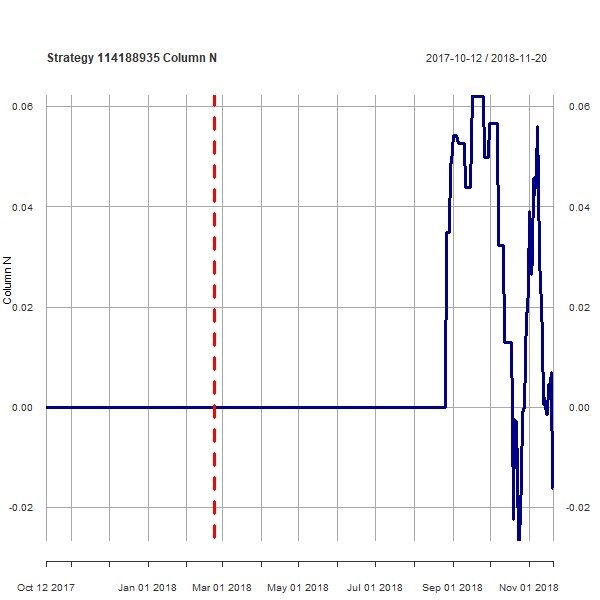 Strategy 114188935 Column N
2017-10-12 / 2018-11-20
0.06
0.06
0.04
0.04
Column N
0.02
0.02
0.00
0.00
-0.02
-0.02
Oct 12 2017
Jan 01 2018
Mar 01 2018
May 01 2018
Jul 01 2018
Sep 01 2018
Nov 01 2018